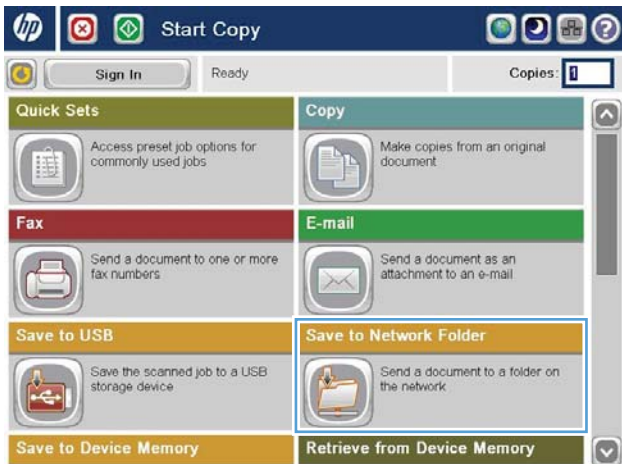 hp
Start Copy
?
Sign In
Ready
Copies: 1
Quick Sets
Access preset job options for
commonly used jobs
Copy
Make copies from an original
document
Fax
Send a document to one or more
fax numbers
E-mail
Send a document as an
attachment to an e-mail
Save to USB
Save the scanned job to a USB
storage device
Save to Network Folder
Send a document to a folder on
the network
Save to Device Memory
Retrieve from Device Memory